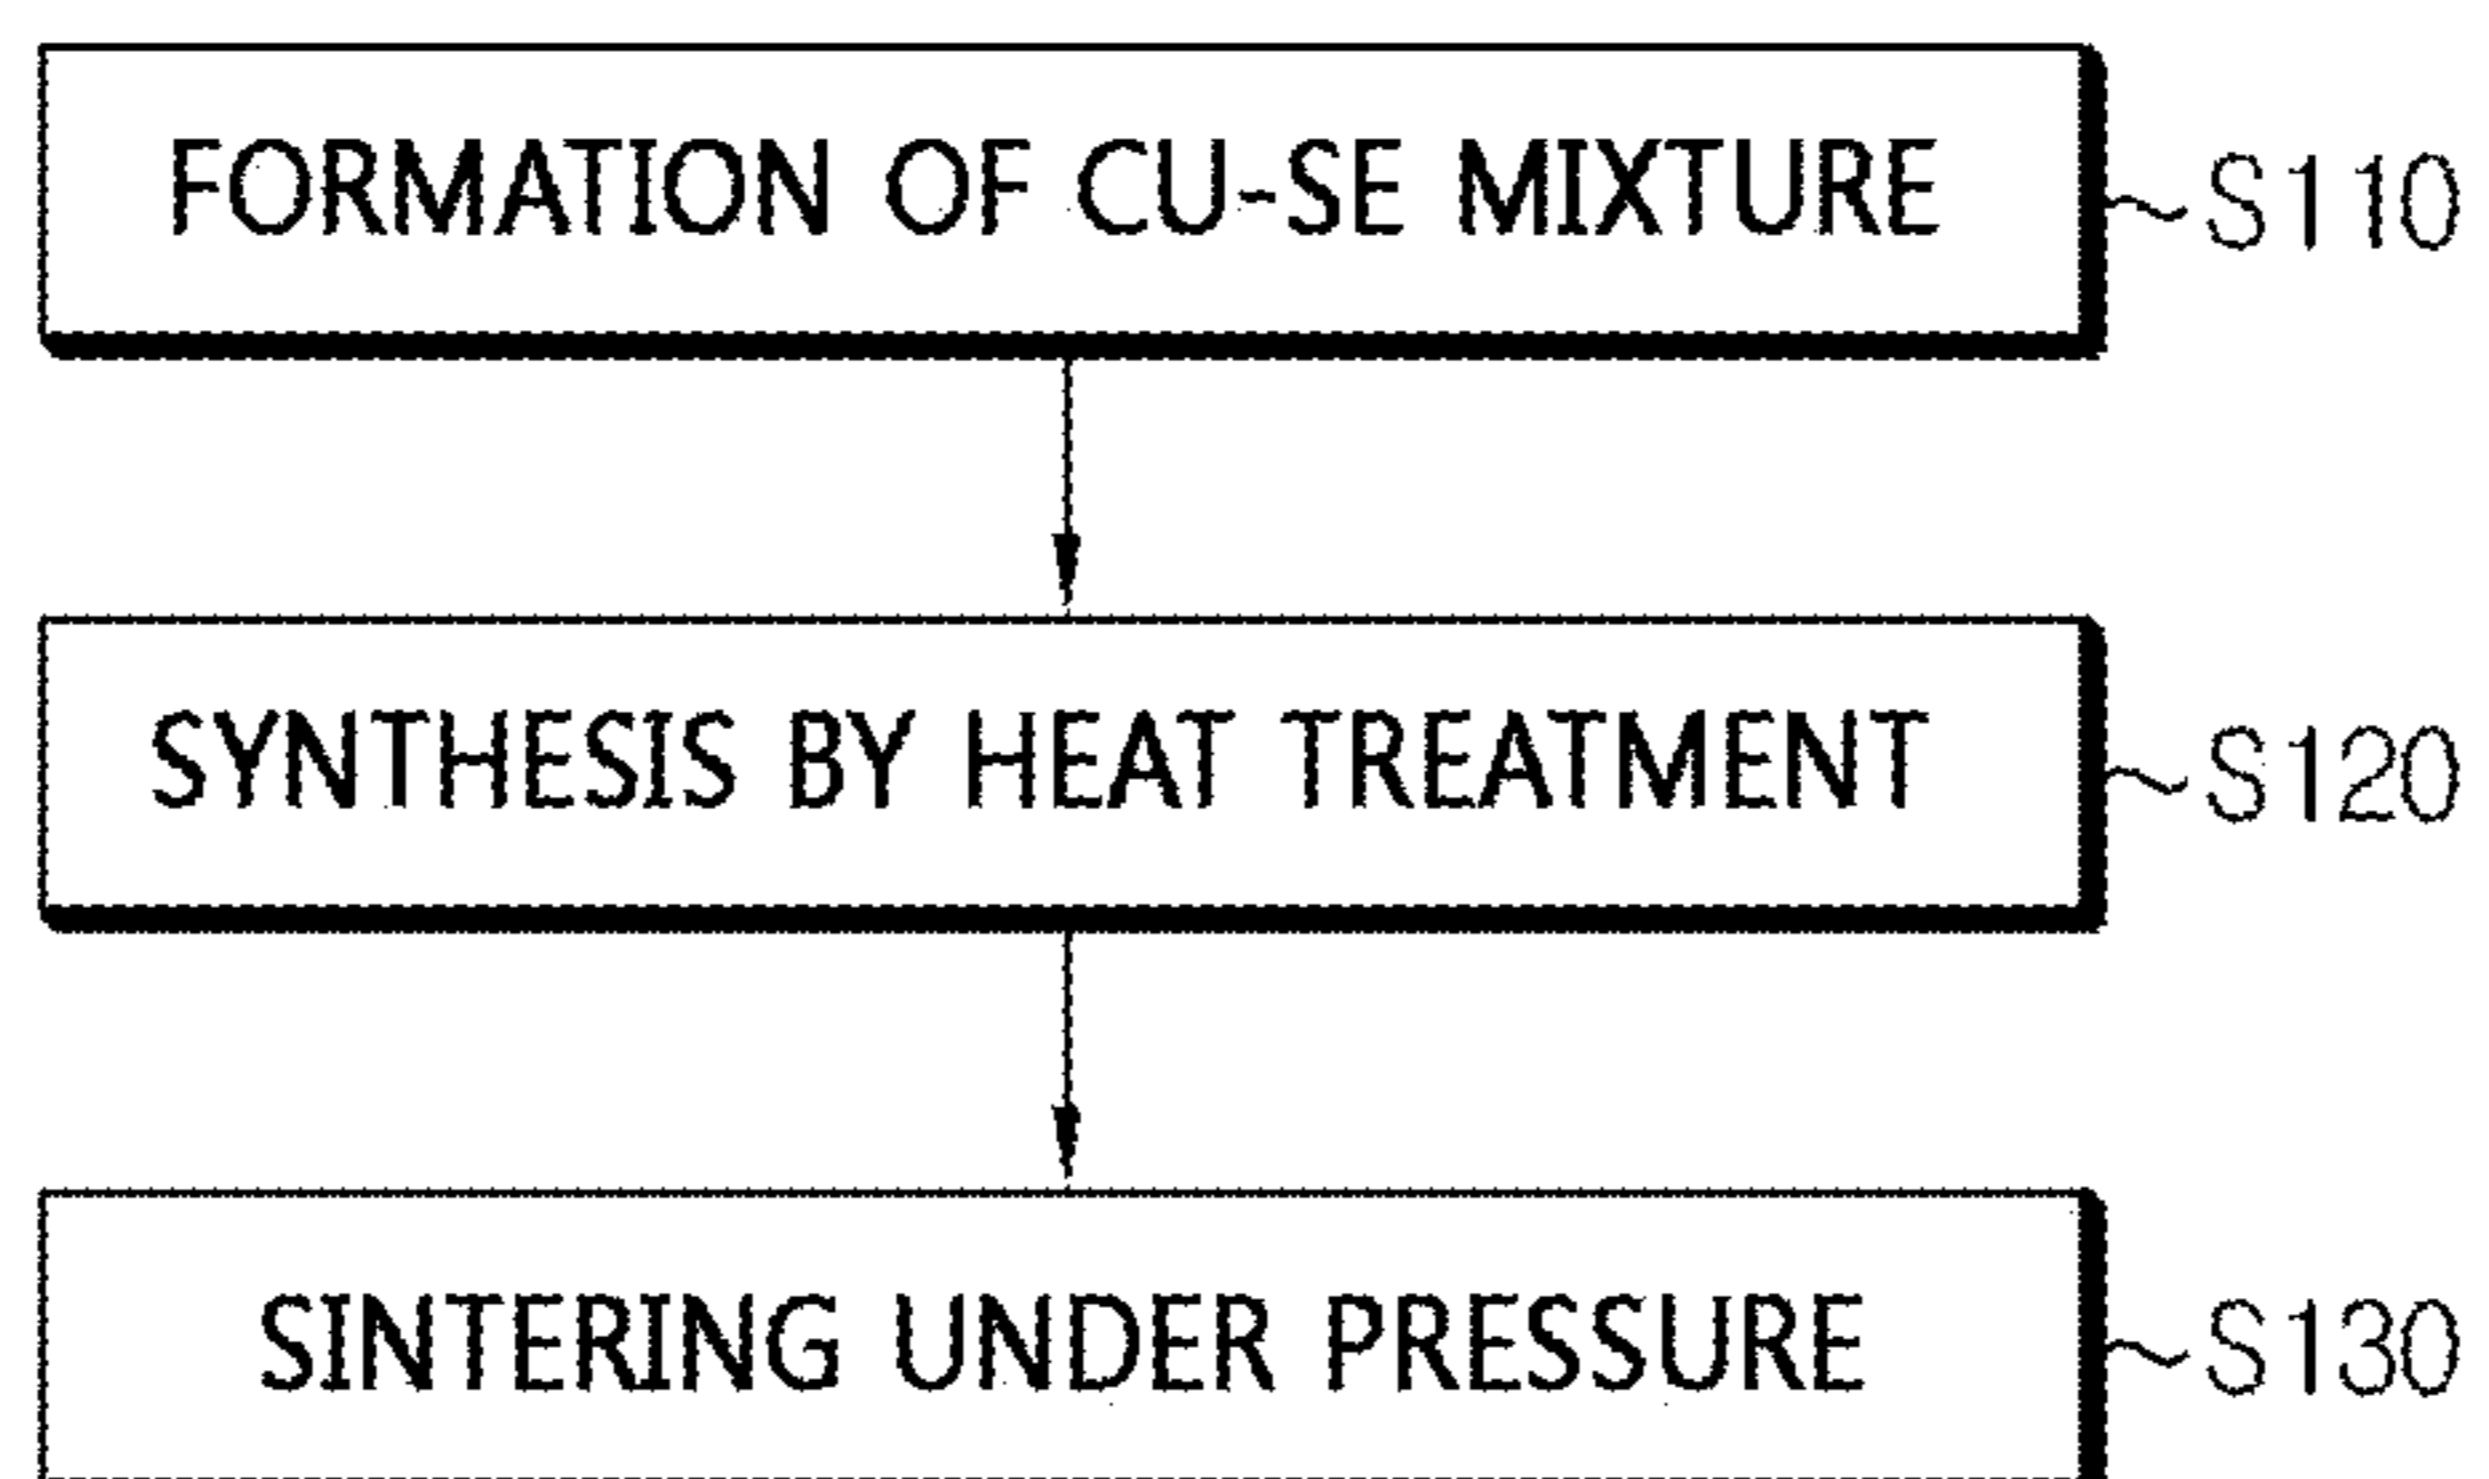 FORMATION OF CU-SE MIXTURE S110
SYNTHESIS BY HEAT TREATMENT S120
SINTERING UNDER PRESSURE S130